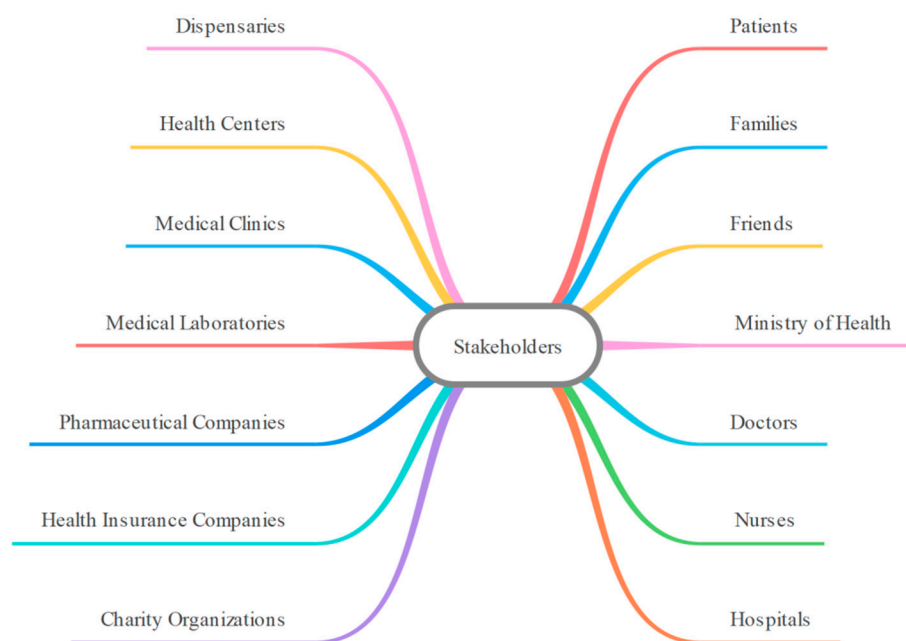 Dispensaries
Health Centers
Medical Clinics
Medical Laboratories
Pharmaceutical Companies
Health Insurance Companies
Charity Organizations
Stakeholders
Patients
Families
Friends
Ministry of Health
Doctors
Nurses
Hospitals